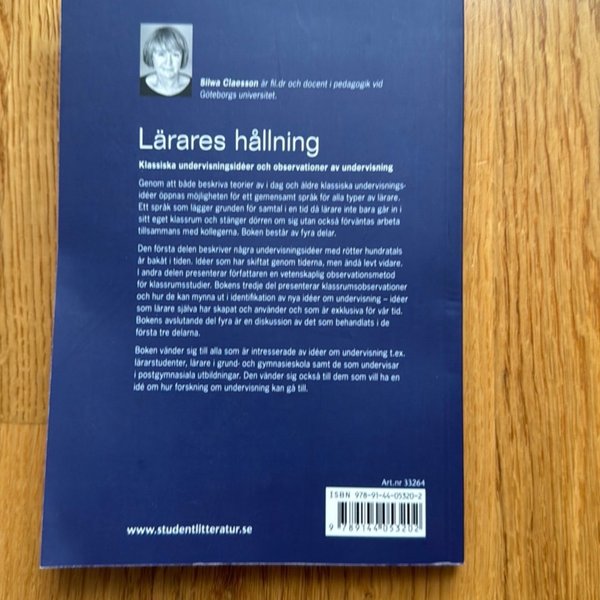 Silwa Claesson är fil.dr och docent i pedagogik vid
Göteborgs universitet.
Lärares hållning
Klassiska undervisningsidéer och observationer av undervisning
Genom att både beskriva teorier av i dag och äldre klassiska undervisnings-
idéer öppnas möjligheten för ett gemensamt språk för alla typer av lärare.
Ett språk som lägger grunden för samtal i en tid då lärare inte bara går in i
sitt eget klassrum och stänger dörren om sig utan också förväntas arbeta
tillsammans med kollegerna. Boken består av fyra delar.
Den första delen beskriver några undervisningsidéer med rötter hundratals
år bakåt i tiden. Idéer som har skiftat genom tiderna, men ändå levt vidare.
I andra delen presenterar författaren en vetenskaplig observationsmetod
för klassrumsstudier. Bokens tredje del presenterar klassrumsobservationer
och hur de kan mynna ut i identifikation av nya idéer om undervisning – idéer
som lärare själva har skapat och använder och som är exklusiva för vår tid.
Bokens avslutande del fyra är en diskussion av det som behandlats i de
första tre delarna.
Boken vänder sig till alla som är intresserade av idéer om undervisning t.ex.
lärarstudenter, lärare i grund- och gymnasieskola samt de som undervisar
i postgymnasiala utbildningar. Den vänder sig också till dem som vill ha en
idé om hur forskning om undervisning kan gå till.
Art.nr 33264
ISBN 978-91-44-05320-2
9 789144 053202
www.studentlitteratur.se